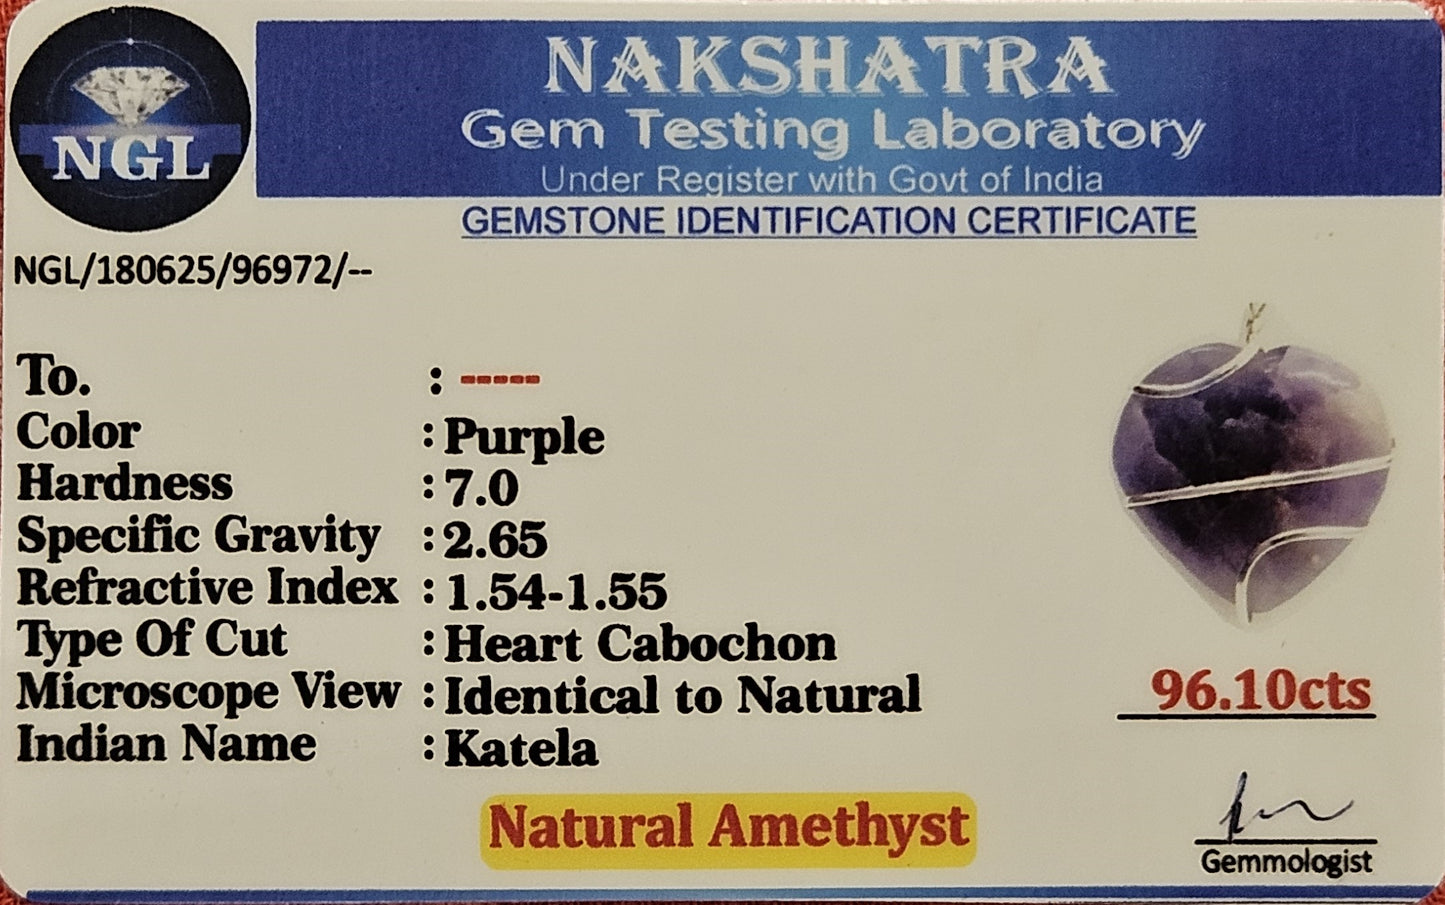 NGL
NAKSHATRA
Gem Testing Laboratory
Under Register with Govt of India
GEMSTONE IDENTIFICATION CERTIFICATE
NGL/180625/96972/--
To. : -----
Color : Purple
Hardness : 7.0
Specific Gravity : 2.65
Refractive Index : 1.54-1.55
Type Of Cut : Heart Cabochon
Microscope View : Identical to Natural
Indian Name : Katela
96.10cts
Natural Amethyst
Gemmologist